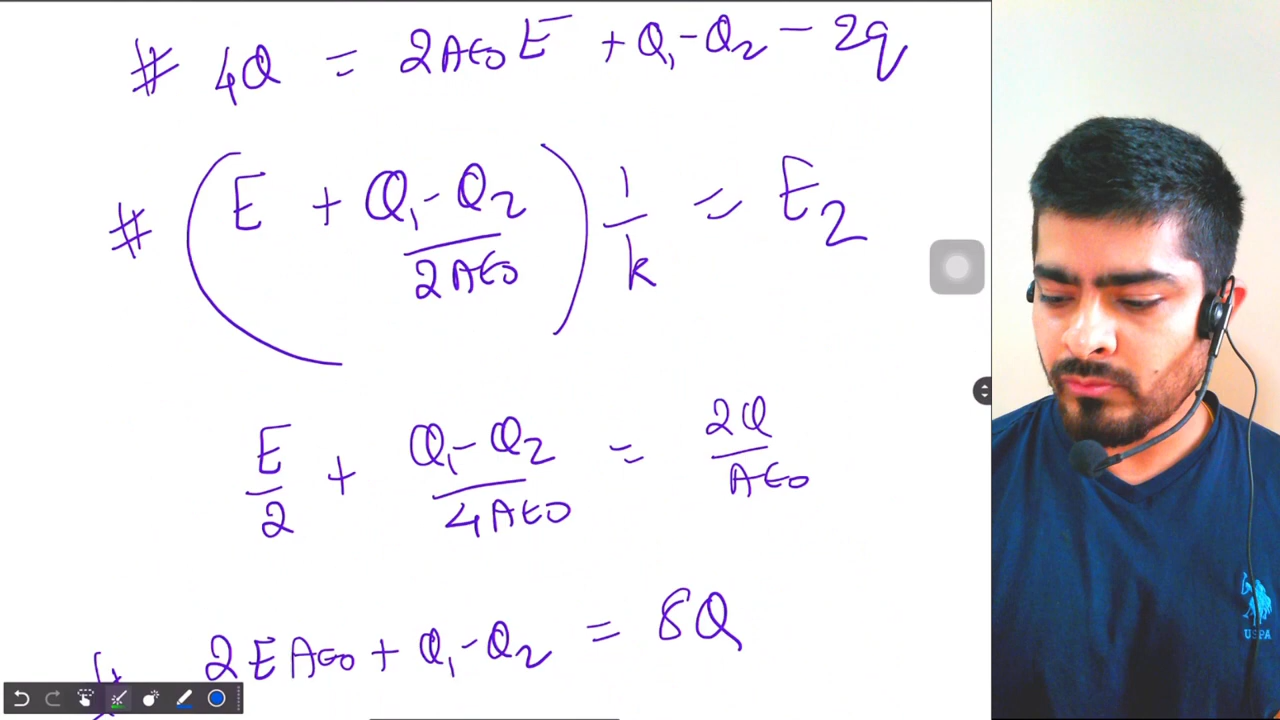 # 4Q = 2Aϵ₀E + Q₁-Q₂ - 2q
# (E + (Q₁-Q₂)/(2Aϵ₀)) 1/k = E₂
E/2 + (Q₁-Q₂)/(4Aϵ₀) = 2Q/(Aϵ₀)
# 2EAϵ₀ + Q₁-Q₂ = 8Q
USPA